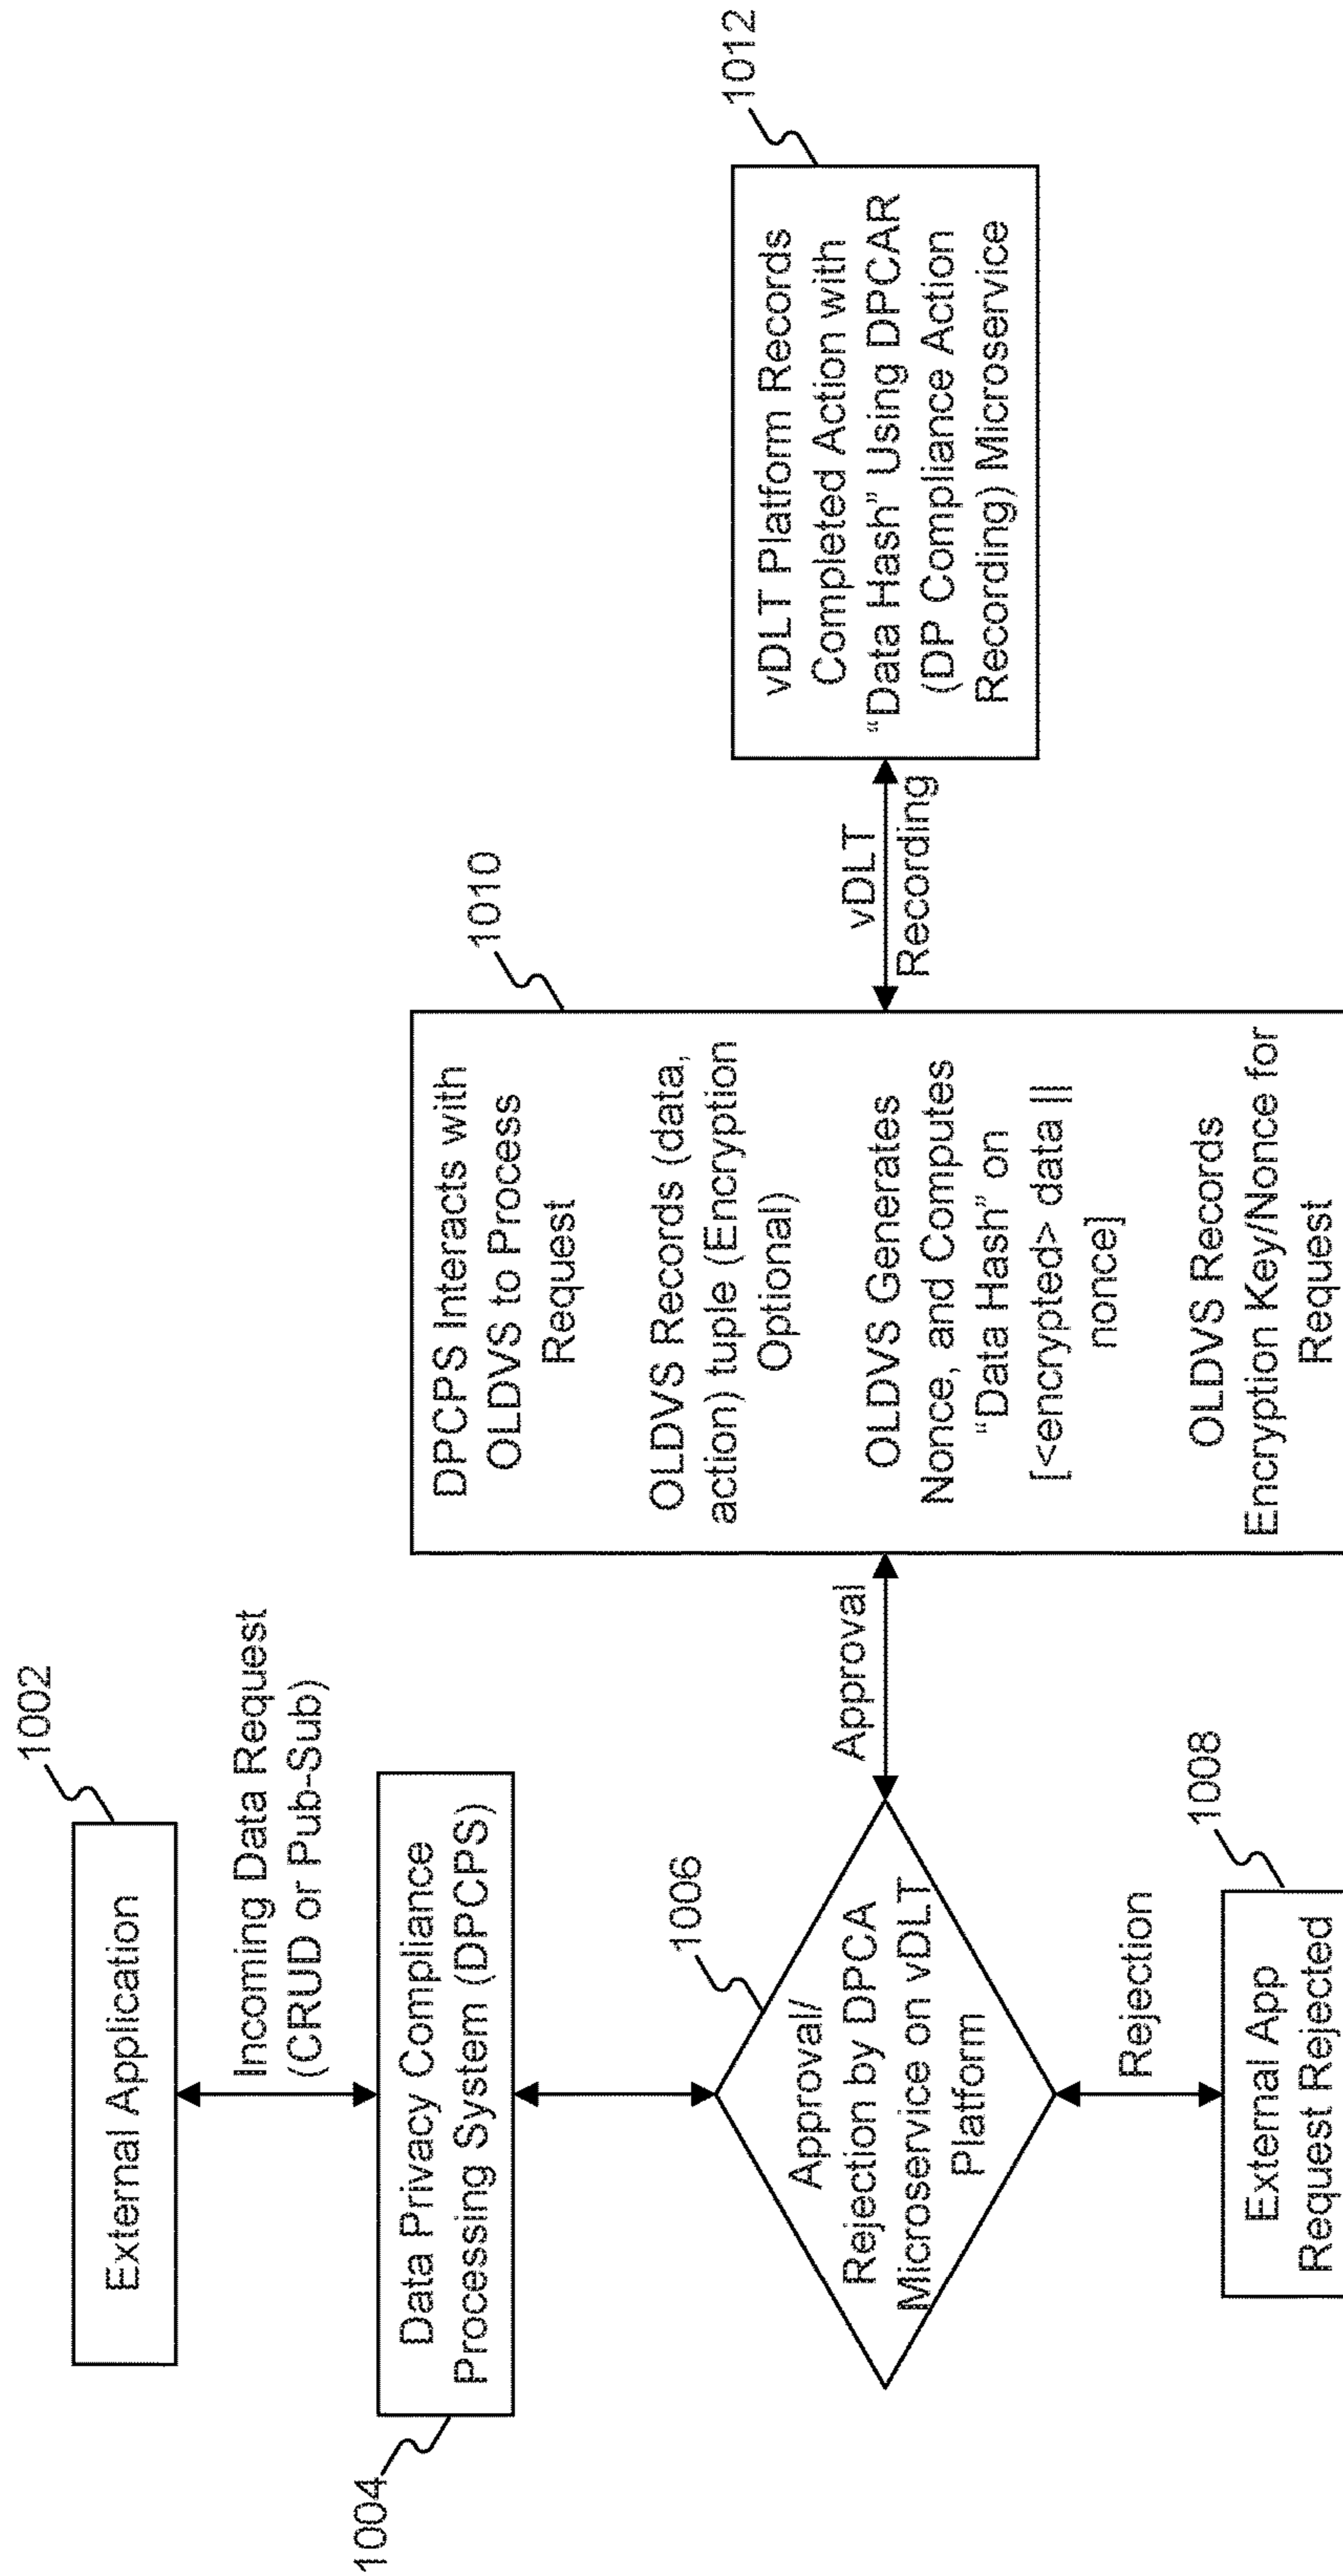 1002
External Application
Incoming Data Request
(CRUD or Pub-Sub)
1004
Data Privacy Compliance
Processing System (DPCPS)
1006
Approval/
Rejection by DPCA
Microservice on vDLT
Platform
Rejection
1008
External App
Request Rejected
Approval
1010
DPCPS Interacts with
OLDVS to Process
Request
OLDVS Records (data,
action) tuple (Encryption
Optional)
OLDVS Generates
Nonce, and Computes
“Data Hash” on
[<encrypted> data ||
nonce]
OLDVS Records
Encryption Key/Nonce for
Request
vDLT
Recording
1012
vDLT Platform Records
Completed Action with
“Data Hash” Using DPCAR
(DP Compliance Action
Recording) Microservice